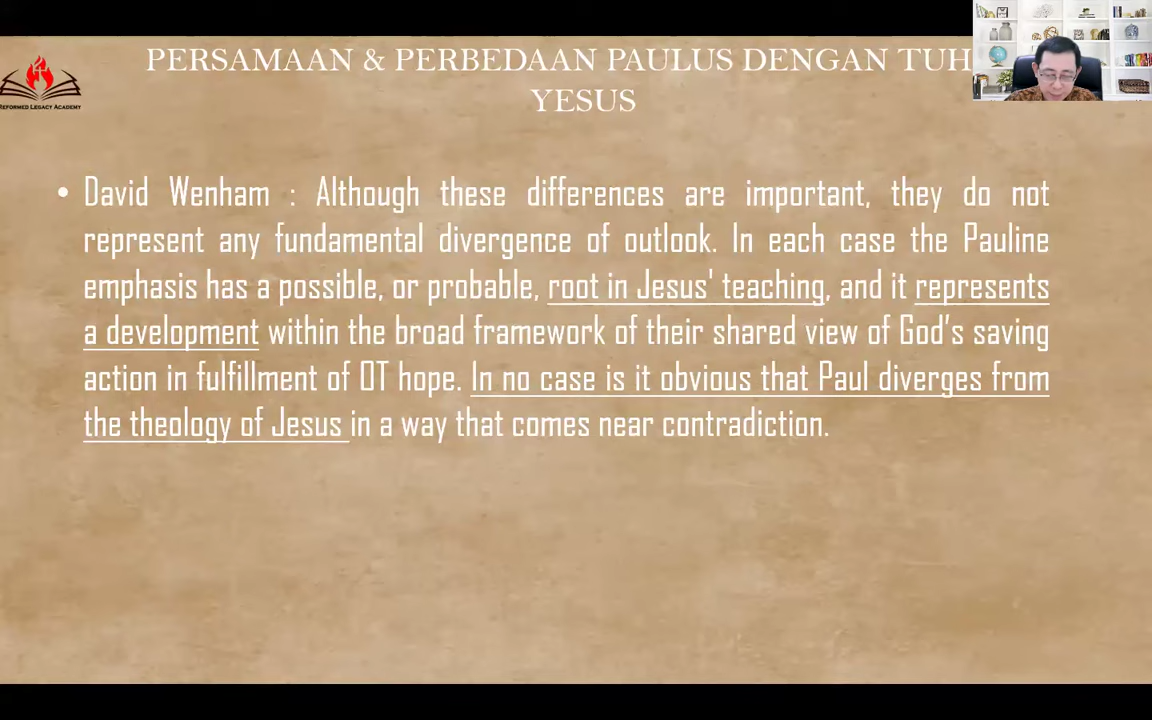 PERSAMAAN & PERBEDAAN PAULUS DENGAN TUH
YESUS
REFORMED LEGACY ACADEMY
• David Wenham : Although these differences are important, they do not
represent any fundamental divergence of outlook. In each case the Pauline
emphasis has a possible, or probable, root in Jesus' teaching, and it represents
a development within the broad framework of their shared view of God's saving
action in fulfillment of OT hope. In no case is it obvious that Paul diverges from
the theology of Jesus in a way that comes near contradiction.